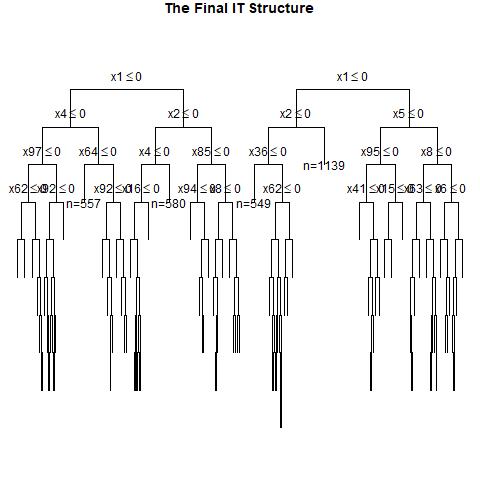 The Final IT Structure
x1 ≤ 0 x1 ≤ 0
x4 ≤ 0 x2 ≤ 0 x2 ≤ 0 x5 ≤ 0
x97 ≤ 0 x64 ≤ 0 x4 ≤ 0 x85 ≤ 0 x36 ≤ 0 x95 ≤ 0 x8 ≤ 0
n=1139
x62 ≤ 0 x92 ≤ 0 x92 ≤ 0 x16 ≤ 0 x94 ≤ 0 x62 ≤ 0 x41 ≤ 0 x15 ≤ 0 x63 ≤ 0 x6 ≤ 0
n=557 n=580 n=549